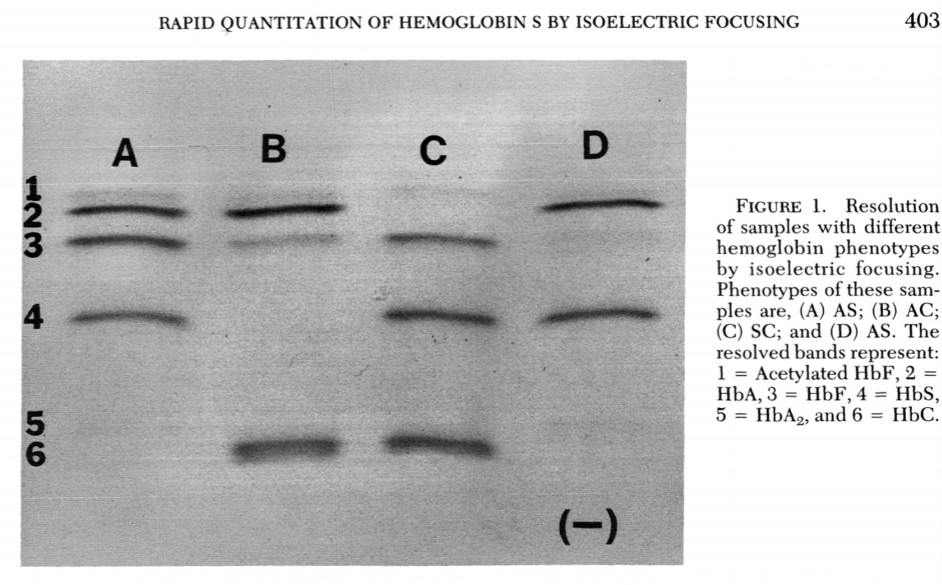 RAPID QUANTITATION OF HEMOGLOBIN S BY ISOELECTRIC FOCUSING 403
A B C D
1
2
3
4
5
6
(−)
FIGURE 1. Resolution
of samples with different
hemoglobin phenotypes
by isoelectric focusing.
Phenotypes of these sam-
ples are, (A) AS; (B) AC;
(C) SC; and (D) AS. The
resolved bands represent:
1 = Acetylated HbF, 2 =
HbA, 3 = HbF, 4 = HbS,
5 = HbA₂, and 6 = HbC.